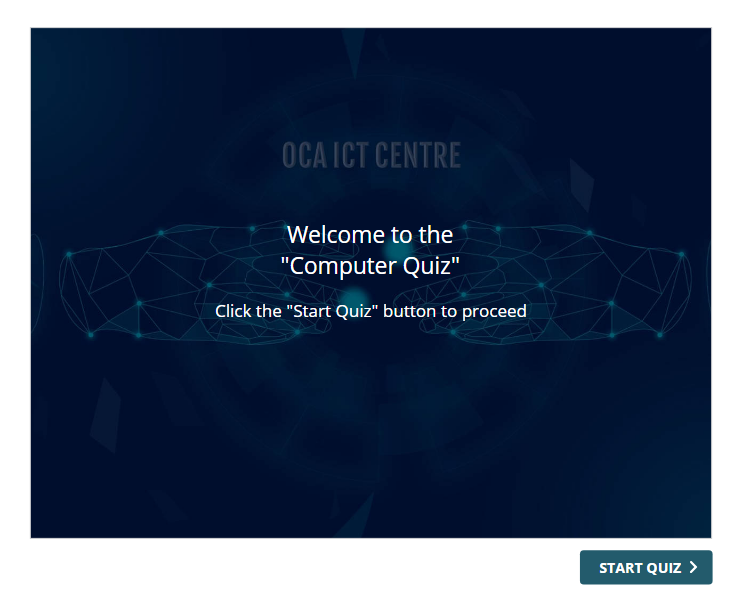 OCA ICT CENTRE
Welcome to the
"Computer Quiz"
Click the "Start Quiz" button to proceed
START QUIZ